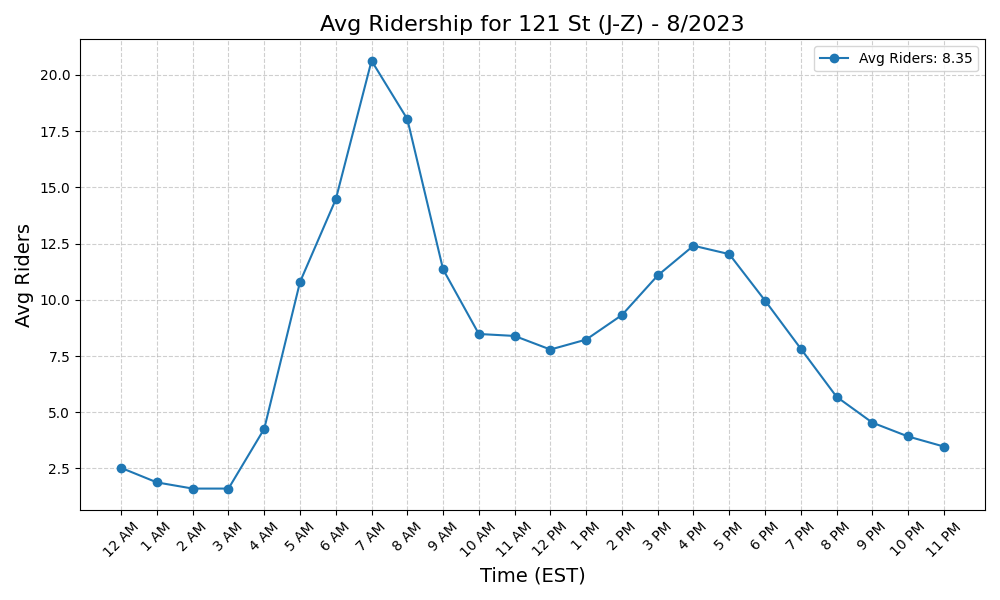 Avg Ridership for 121 St (J-Z) - 8/2023
Avg Riders: 8.35
Avg Riders
20.0
17.5
15.0
12.5
10.0
7.5
5.0
2.5
12 AM
1 AM
2 AM
3 AM
4 AM
5 AM
6 AM
7 AM
8 AM
9 AM
10 AM
11 AM
12 PM
1 PM
2 PM
3 PM
4 PM
5 PM
6 PM
7 PM
8 PM
9 PM
10 PM
11 PM
Time (EST)